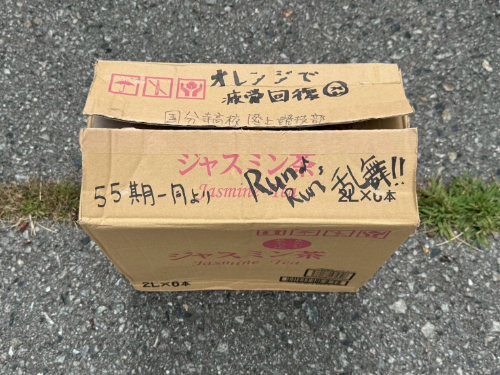 オレンジで
疲労回復
国分寺高校 陸上競技部
ジャスミン茶
Jasmine Tea
Run♪
Run♪
乱舞!!
55期一同より
2L×6本
ジャスミン茶
Jasmine Tea
2L×6本